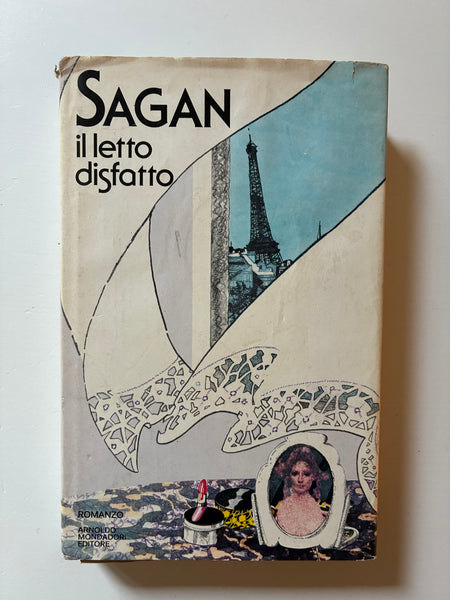 SAGAN
il letto
disfatto
ROMANZO
ARNOLDO
MONDADORI
EDITORE